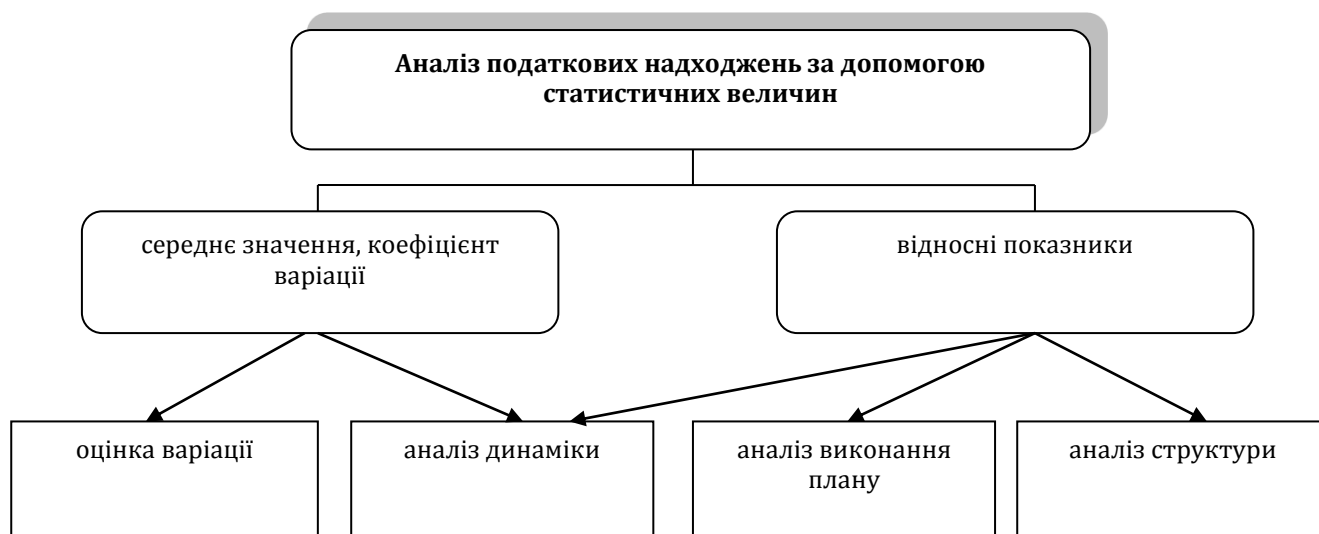 Аналіз податкових надходжень за допомогою
статистичних величин
середнє значення, коефіцієнт
варіації
відносні показники
оцінка варіації
аналіз динаміки
аналіз виконання
плану
аналіз структури